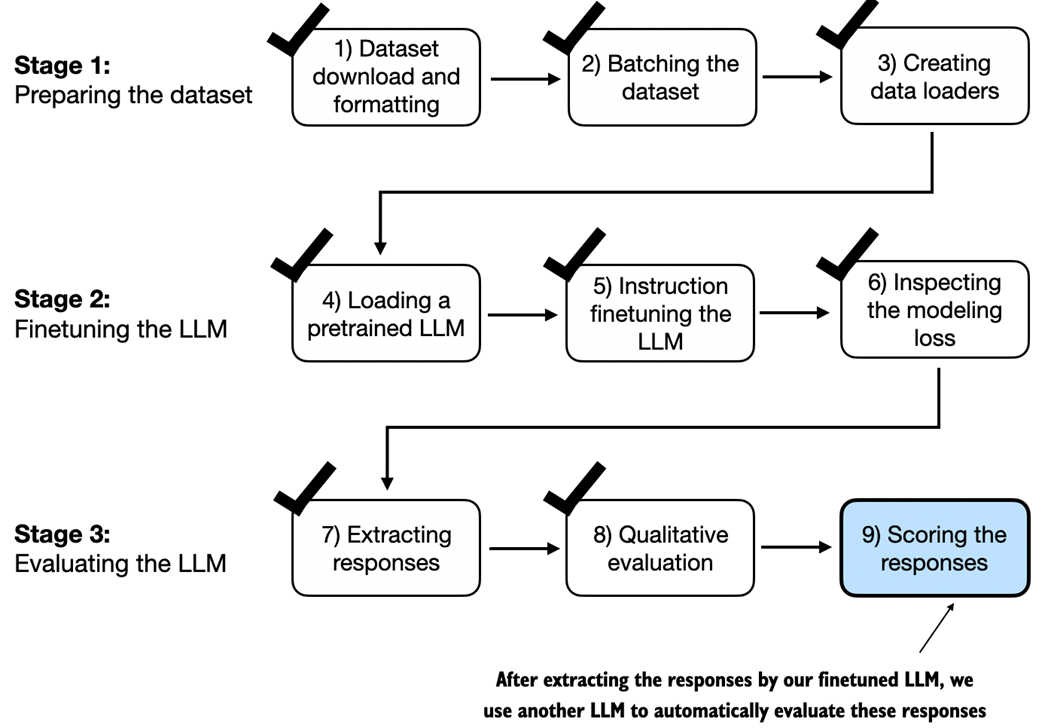 Stage 1:
Preparing the dataset
1) Dataset
download and
formatting
2) Batching the
dataset
3) Creating
data loaders
Stage 2:
Finetuning the LLM
4) Loading a
pretrained LLM
5) Instruction
finetuning the
LLM
6) Inspecting
the modeling
loss
Stage 3:
Evaluating the LLM
7) Extracting
responses
8) Qualitative
evaluation
9) Scoring the
responses
After extracting the responses by our finetuned LLM, we
use another LLM to automatically evaluate these responses